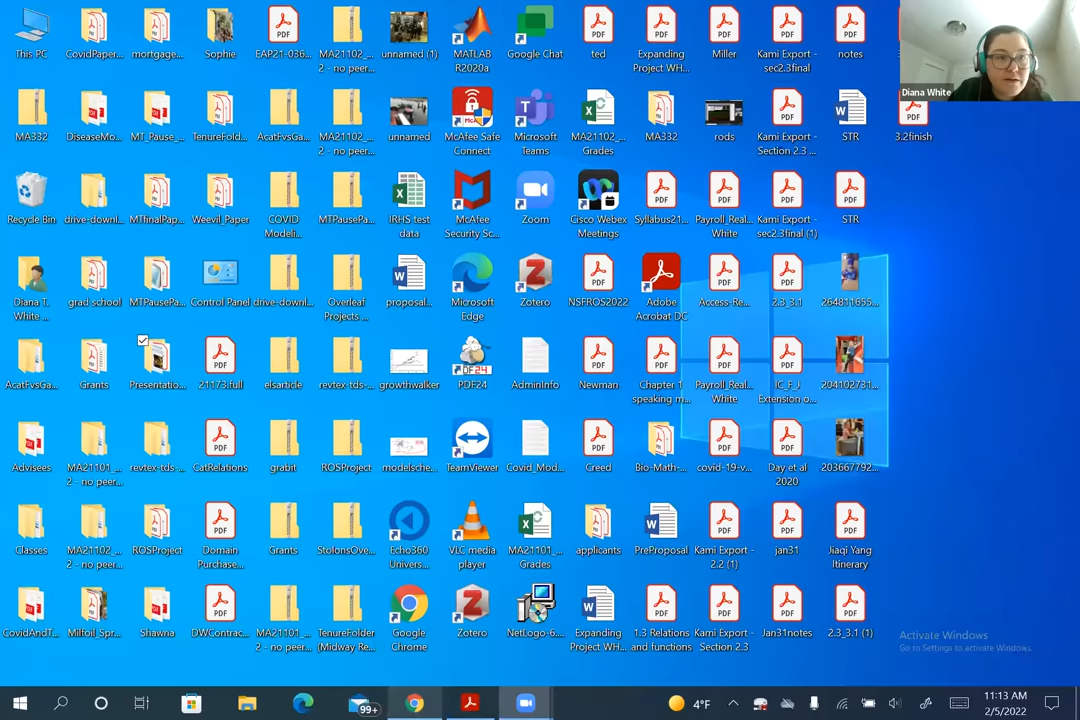 This PC
CovidPaper...
mortgage...
Sophie
EAP21-036...
MA21102_...
2 - no peer...
unnamed (1)
MATLAB
R2020a
Google Chat
ted
Expanding
Project WH...
Miller
Kami Export -
sec2.3final
notes
Diana White
MA332
DiseaseMo...
MT_Pause_...
TenureFold...
AcatFvsGa...
MA21102_...
2 - no peer...
unnamed
McAfee Safe
Connect
Microsoft
Teams
MA21102_...
Grades
MA332
rods
Kami Export -
Section 2.3 ...
STR
3.2finish
Recycle Bin
drive-downl...
MTfinalPap...
Weevil Paper
COVID
Modeli...
MTPausePa...
IRHS test
data
McAfee
Security Sc...
Zoom
Cisco Webex
Meetings
Syllabus21...
Payroll_Real...
White
Kami Export -
sec2.3final (1)
STR
Diana T.
White ...
grad school
MTPausePa...
Control Panel
drive-downl...
Overleaf
Projects ...
proposal...
Microsoft
Edge
Zotero
NSFROS2022
Adobe
Acrobat DC
Access-Re...
2.3_3.1
264811655...
AcatFvsGa...
Grants
Presentatio...
21173.full
elsarticle
revtex-tds-...
growthwalker
PDF24
AdminInfo
Newman
Chapter 1
speaking m...
Payroll_Real...
White
IC_F_J
Extension o...
204102731...
Advisees
MA21101_...
2 - no peer...
revtex-tds-...
CatRelations
grabit
ROSProject
modelsche...
TeamViewer
Covid_Mod...
Creed
Bio-Math-...
covid-19-v...
Day et al
2020
203667792...
Classes
MA21102_...
2 - no peer...
ROSProject
Domain
Purchase...
Grants
StolonsOve...
Echo360
Univers...
VLC media
player
MA21101_...
Grades
applicants
PreProposal
Kami Export -
2.2 (1)
jan31
Jiaqi Yang
Itinerary
CovidAndT...
Milfoil_Spr...
Shawna
DWContrac...
MA21101_...
2 - no peer...
TenureFolder
(Midway Re...
Google
Chrome
Zotero
NetLogo-6....
Expanding
Project WH...
1.3 Relations
and functions
Kami Export -
Section 2.3
Jan31notes
2.3_3.1 (1)
Activate Windows
Go to Settings to activate Windows.
99+
4°F
11:13 AM
2/5/2022